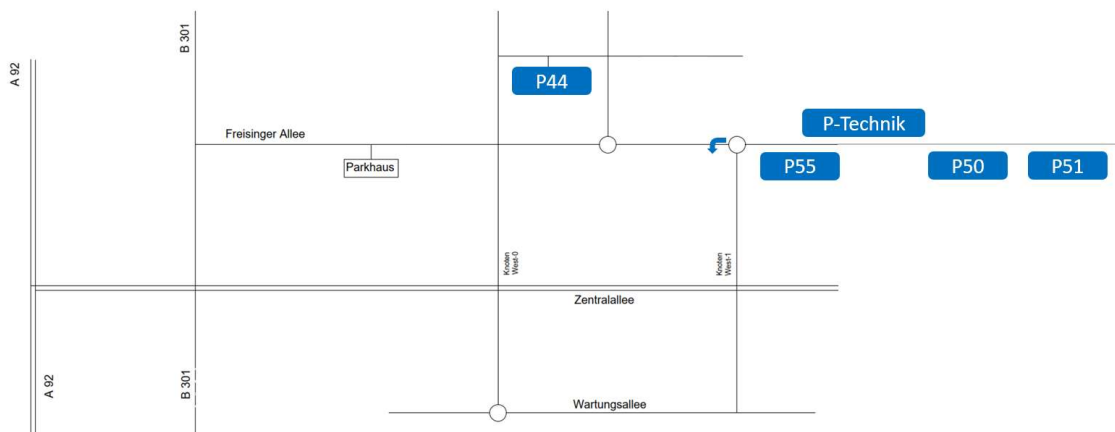 B 301
A 92
P44
P-Technik
Freisinger Allee
Parkhaus
P55
P50
P51
Knoten
West-0
Knoten
West-1
Zentralallee
A 92
B 301
Wartungsallee